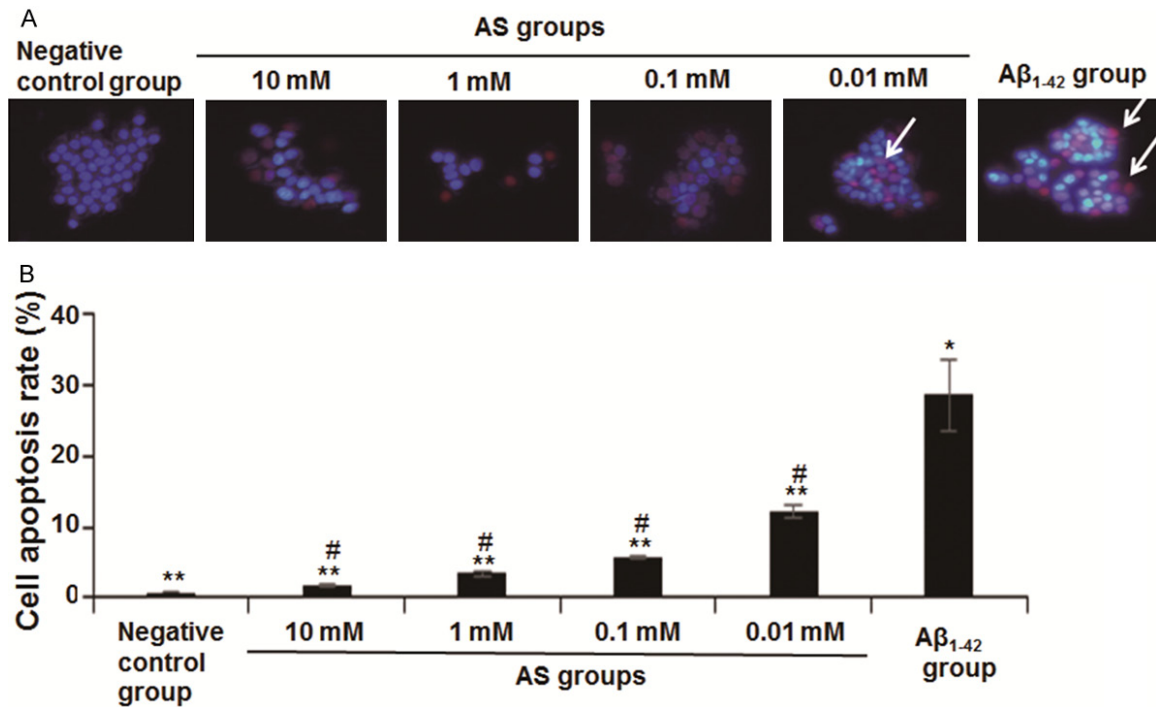 A
AS groups
Negative
control group
10 mM
1 mM
0.1 mM
0.01 mM
Aβ1-42 group
B
Cell apoptosis rate (%)
40
30
20
10
0
**
#
**
#
**
#
**
#
**
*
Negative
control
group
10 mM
1 mM
0.1 mM
0.01 mM
AS groups
Aβ1-42
group